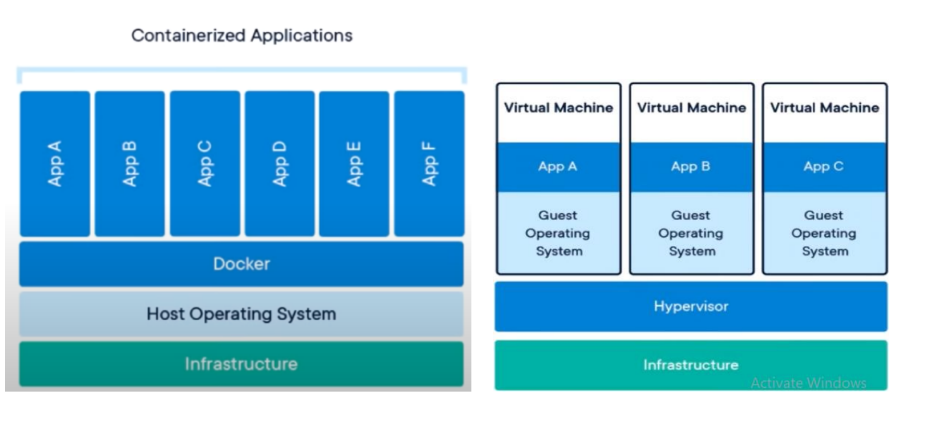 Containerized Applications
App A
App B
App C
App D
App E
App F
Docker
Host Operating System
Infrastructure
Virtual Machine
App A
Guest
Operating
System
Virtual Machine
App B
Guest
Operating
System
Virtual Machine
App C
Guest
Operating
System
Hypervisor
Infrastructure
Activate Windows